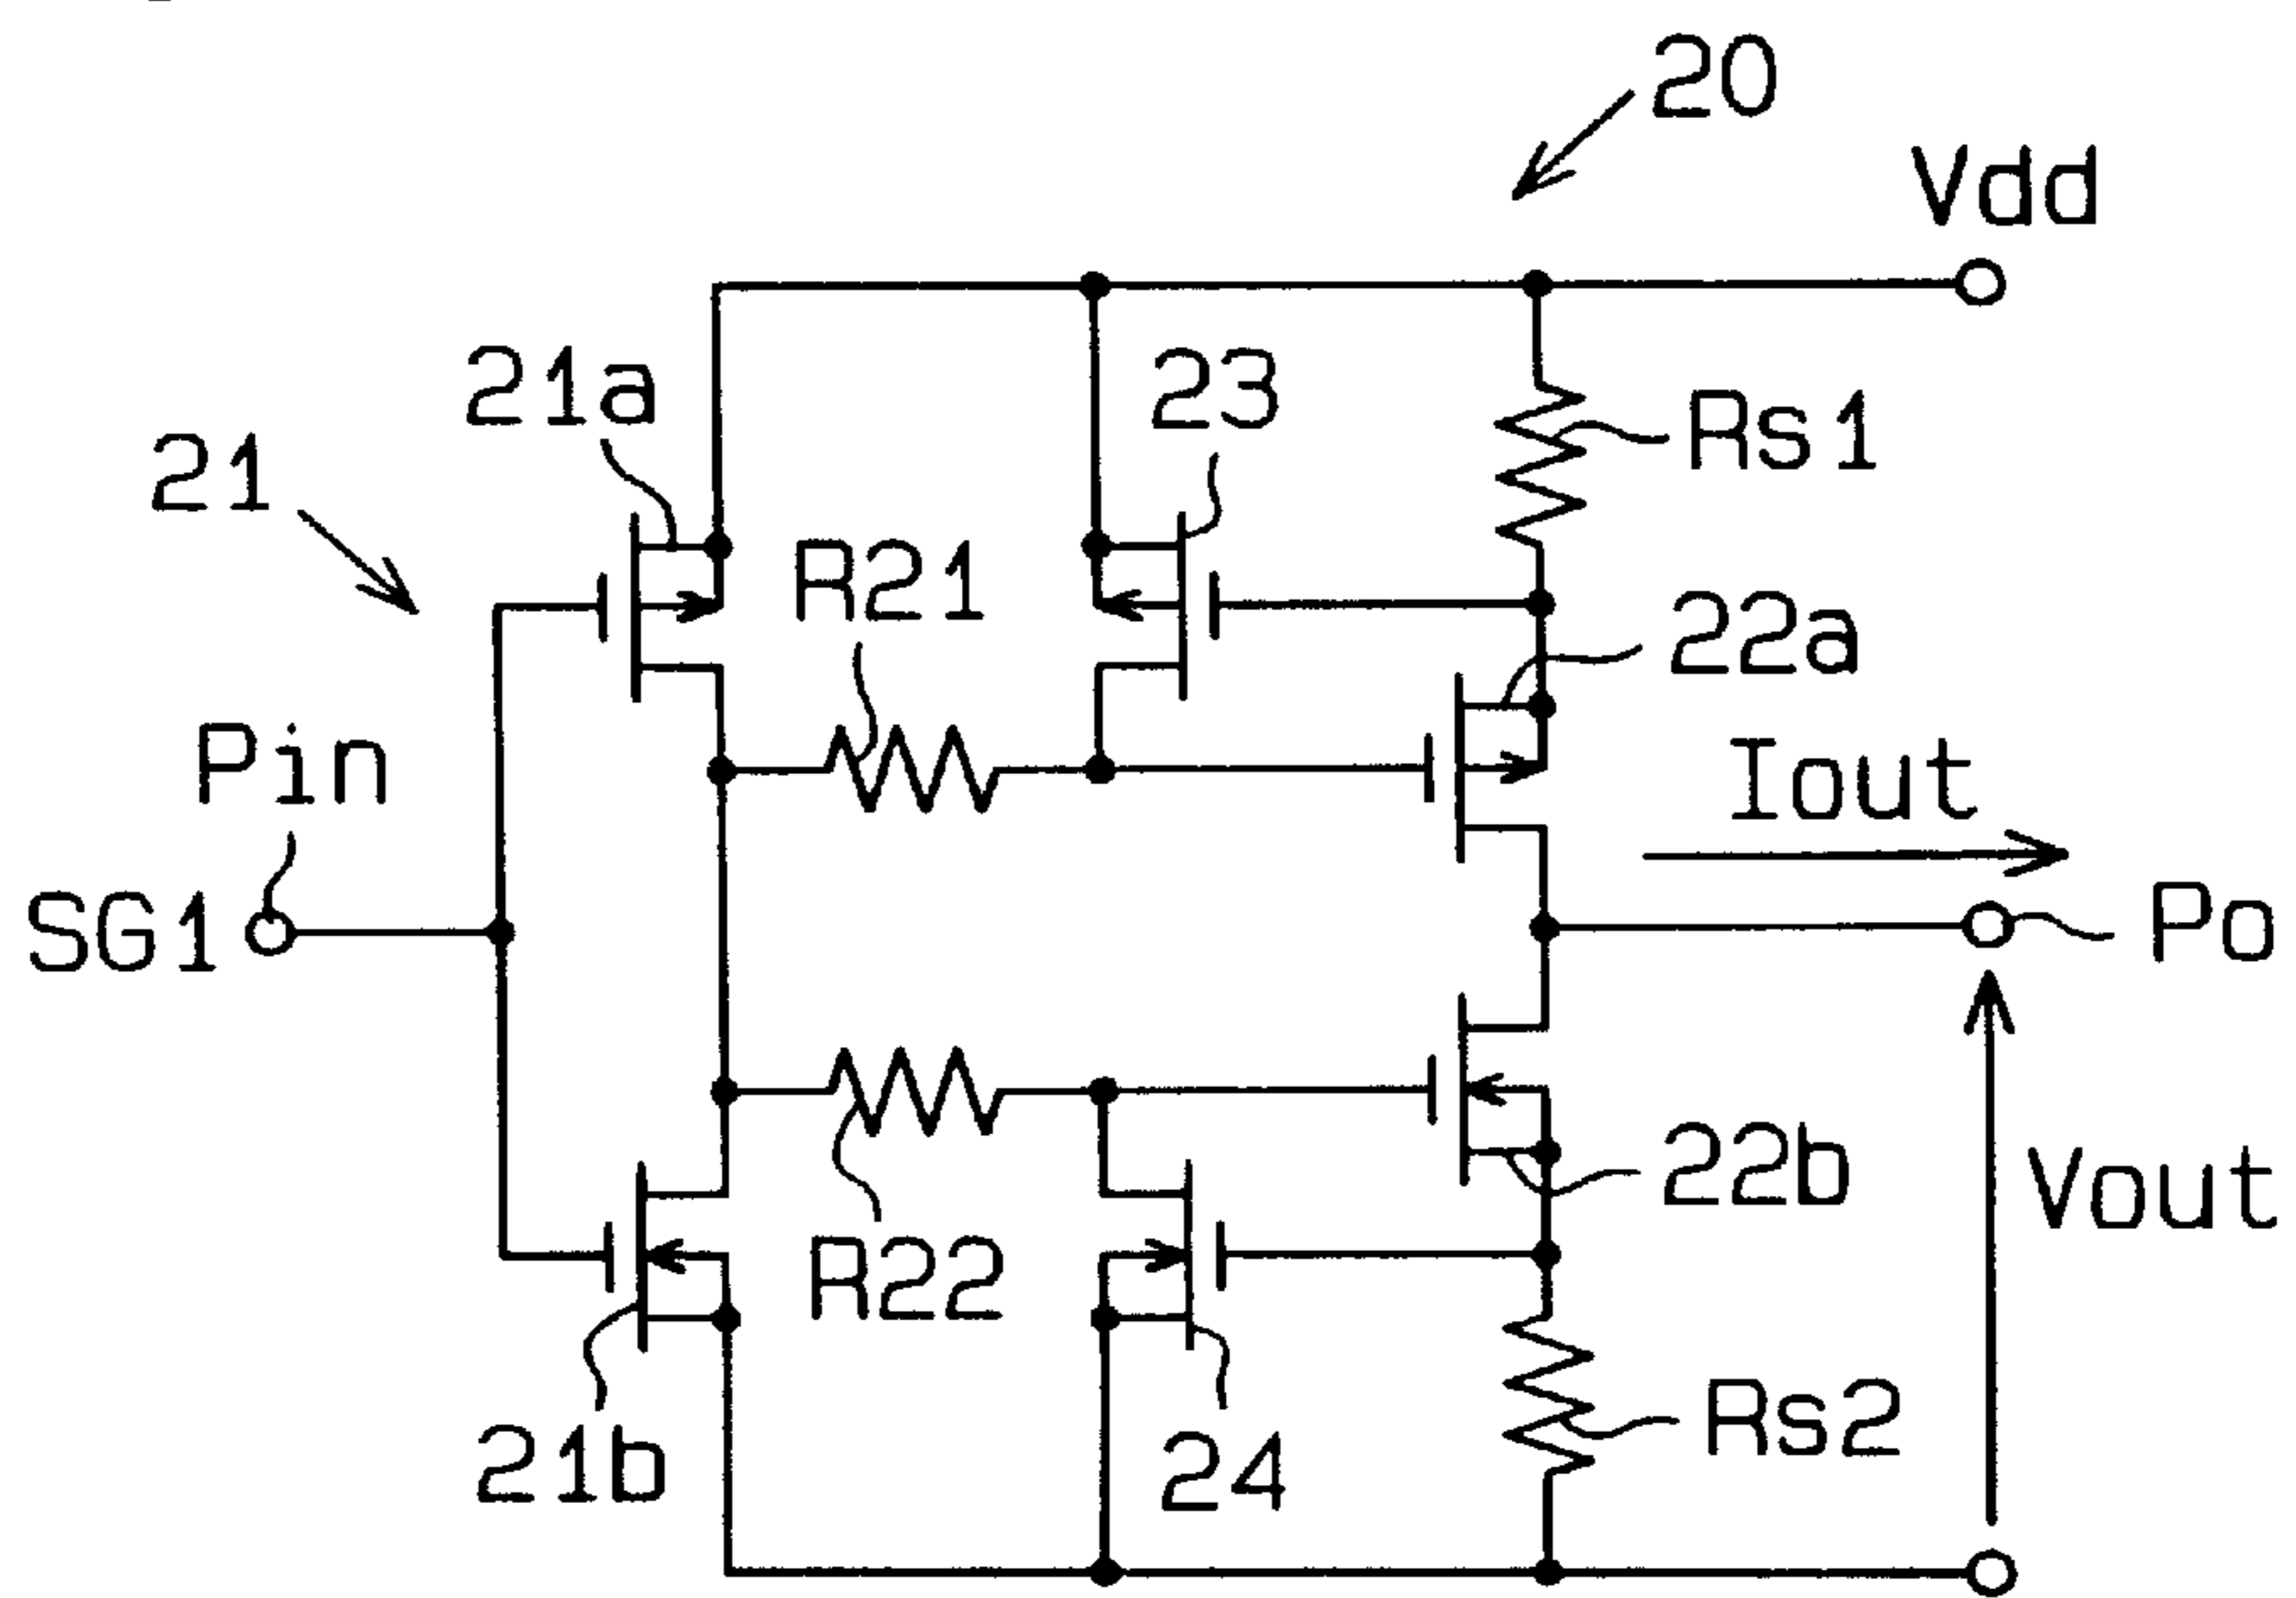 20
Vdd
21a
23
Rs1
21
R21
22a
Pin
Iout
SG1
Po
22b
Vout
R22
Rs2
21b
24